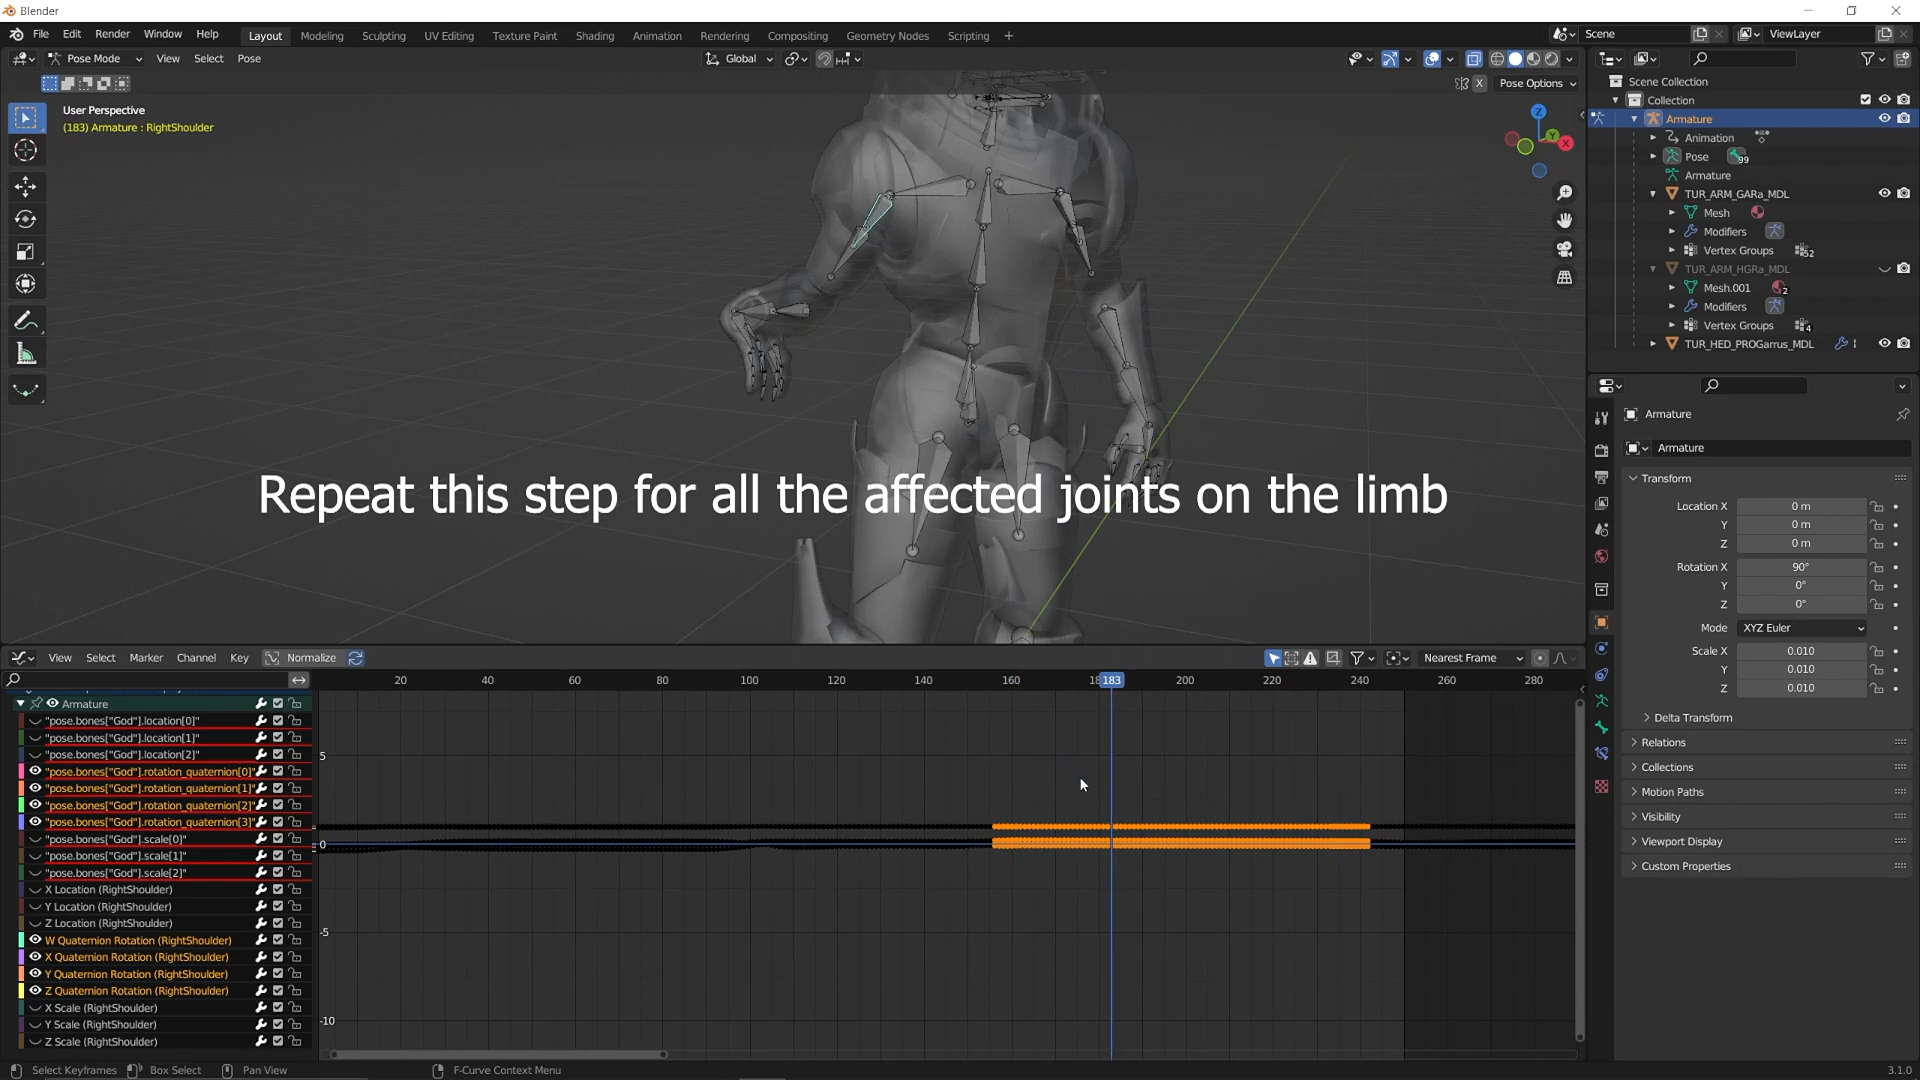 Blender
File Edit Render Window Help
Layout Modeling Sculpting UV Editing Texture Paint Shading Animation Rendering Compositing Geometry Nodes Scripting +
Scene
ViewLayer
Pose Mode View Select Pose
Global
X Pose Options
User Perspective
(183) Armature : RightShoulder
Z
Y
X
Scene Collection
Collection
Armature
Animation
Pose 99
Armature
TUR_ARM_GARa_MDL
Mesh
Modifiers
Vertex Groups 52
TUR_ARM_HGRa_MDL
Mesh.001 2
Modifiers
Vertex Groups 4
TUR_HED_PROGarrus_MDL
Repeat this step for all the affected joints on the limb
Armature
Armature
Transform
Location X 0 m
Y 0 m
Z 0 m
Rotation X 90°
Y 0°
Z 0°
Mode XYZ Euler
Scale X 0.010
Y 0.010
Z 0.010
Delta Transform
Relations
Collections
Motion Paths
Visibility
Viewport Display
Custom Properties
View Select Marker Channel Key Normalize
Nearest Frame
20 40 60 80 100 120 140 160 183 200 220 240 260 280
Armature
"pose.bones["God"].location[0]"
"pose.bones["God"].location[1]"
"pose.bones["God"].location[2]"
"pose.bones["God"].rotation_quaternion[0]"
"pose.bones["God"].rotation_quaternion[1]"
"pose.bones["God"].rotation_quaternion[2]"
"pose.bones["God"].rotation_quaternion[3]"
"pose.bones["God"].scale[0]"
"pose.bones["God"].scale[1]"
"pose.bones["God"].scale[2]"
X Location (RightShoulder)
Y Location (RightShoulder)
Z Location (RightShoulder)
W Quaternion Rotation (RightShoulder)
X Quaternion Rotation (RightShoulder)
Y Quaternion Rotation (RightShoulder)
Z Quaternion Rotation (RightShoulder)
X Scale (RightShoulder)
Y Scale (RightShoulder)
Z Scale (RightShoulder)
5
0
-5
-10
Select Keyframes Box Select Pan View F-Curve Context Menu 3.1.0